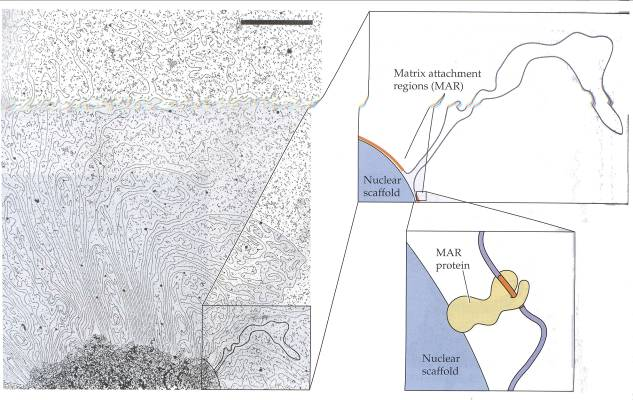 Matrix attachment
regions (MAR)
Nuclear
scaffold
MAR
protein
Nuclear
scaffold